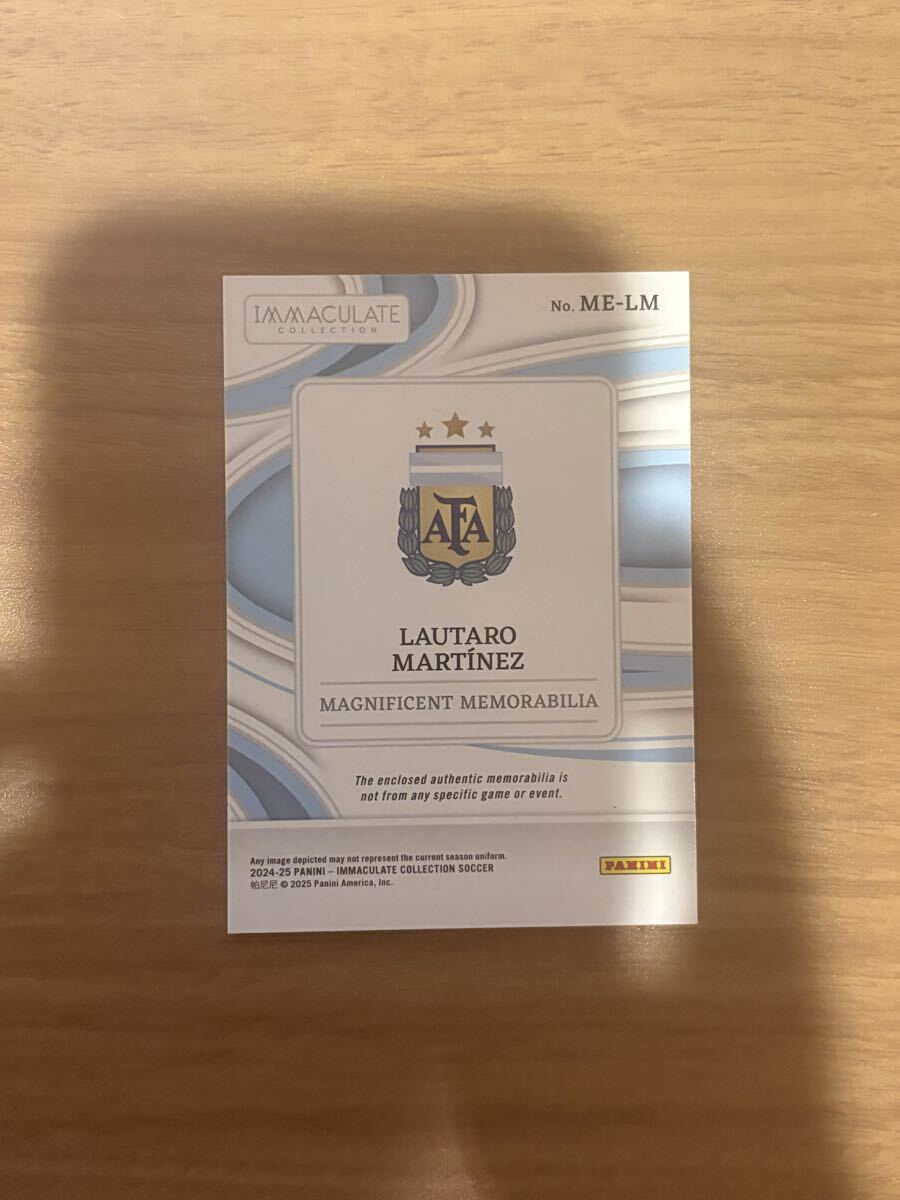 IMMACULATE
COLLECTION
No. ME-LM
AFA
LAUTARO
MARTÍNEZ
MAGNIFICENT MEMORABILIA
The enclosed authentic memorabilia is
not from any specific game or event.
Any image depicted may not represent the current season uniform.
2024-25 PANINI – IMMACULATE COLLECTION SOCCER
帕尼尼 © 2025 Panini America, Inc.
PANINI